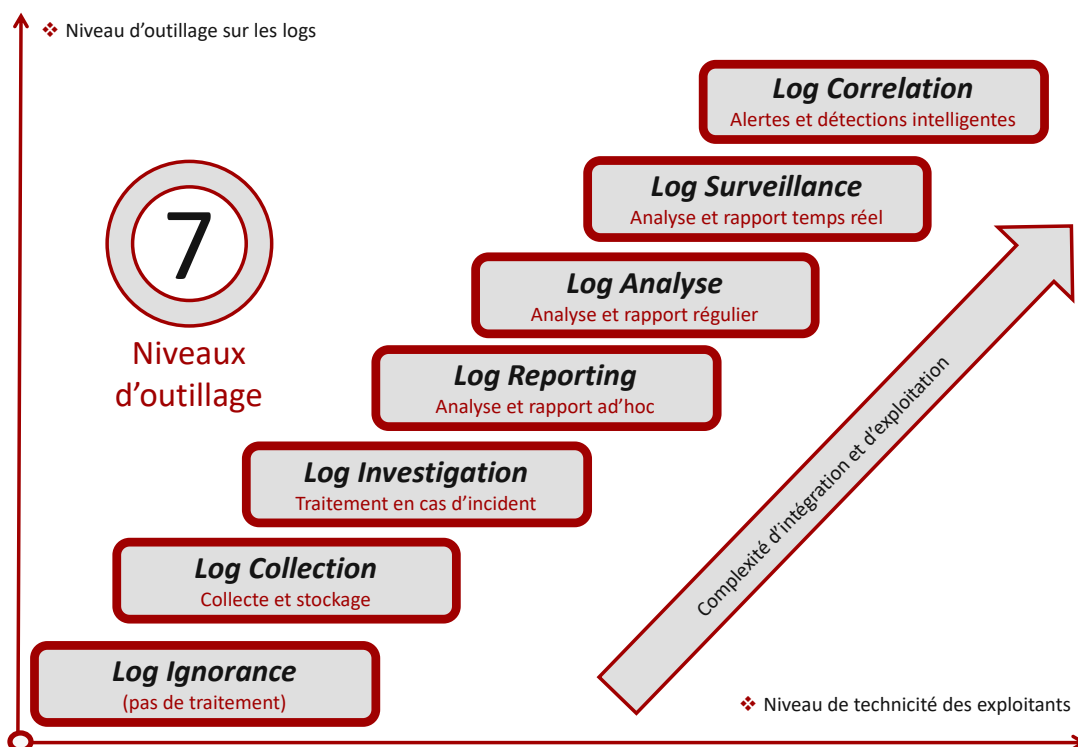 ❖ Niveau d'outillage sur les logs
Log Correlation
Alertes et détections intelligentes
Log Surveillance
Analyse et rapport temps réel
7
Niveaux
d'outillage
Log Analyse
Analyse et rapport régulier
Log Reporting
Analyse et rapport ad'hoc
Log Investigation
Traitement en cas d'incident
Log Collection
Collecte et stockage
Log Ignorance
(pas de traitement)
Complexité d'intégration et d'exploitation
❖ Niveau de technicité des exploitants